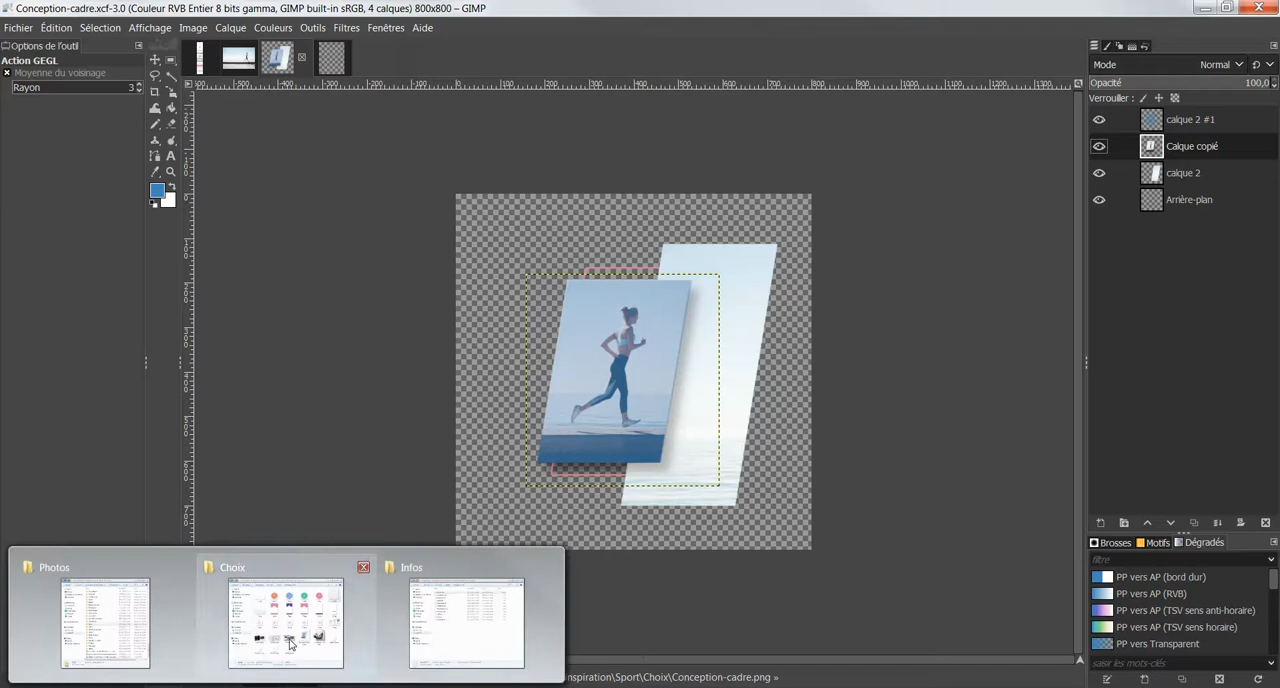 Conception-cadre.xcf-3.0 (Couleur RVB Entier 8 bits gamma, GIMP built-in sRGB, 4 calques) 800x800 – GIMP
Fichier Édition Sélection Affichage Image Calque Couleurs Outils Filtres Fenêtres Aide
Options de l'outil
Action GEGL
Moyenne du voisinage
Rayon 3
Mode Normal
Opacité 100,0
Verrouiller :
calque 2 #1
Calque copié
calque 2
Arrière-plan
Brosses Motifs Dégradés
filtre
PP vers AP (bord dur)
PP vers AP (RVB)
PP vers AP (TSV sens anti-horaire)
PP vers AP (TSV sens horaire)
PP vers Transparent
saisir les mots-clés
Photos Choix Infos
nspiration\Sport\Choix\Conception-cadre.png »